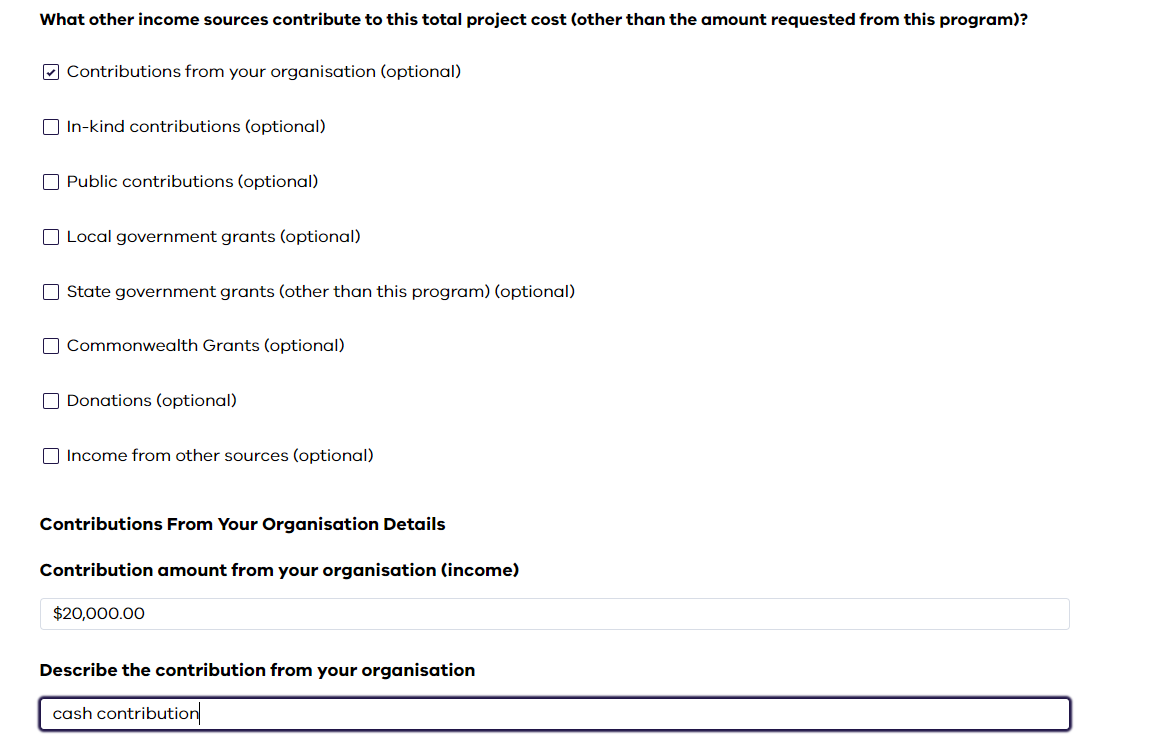 What other income sources contribute to this total project cost (other than the amount requested from this program)?
Contributions from your organisation (optional)
In-kind contributions (optional)
Public contributions (optional)
Local government grants (optional)
State government grants (other than this program) (optional)
Commonwealth Grants (optional)
Donations (optional)
Income from other sources (optional)
Contributions From Your Organisation Details
Contribution amount from your organisation (income)
$20,000.00
Describe the contribution from your organisation
cash contribution